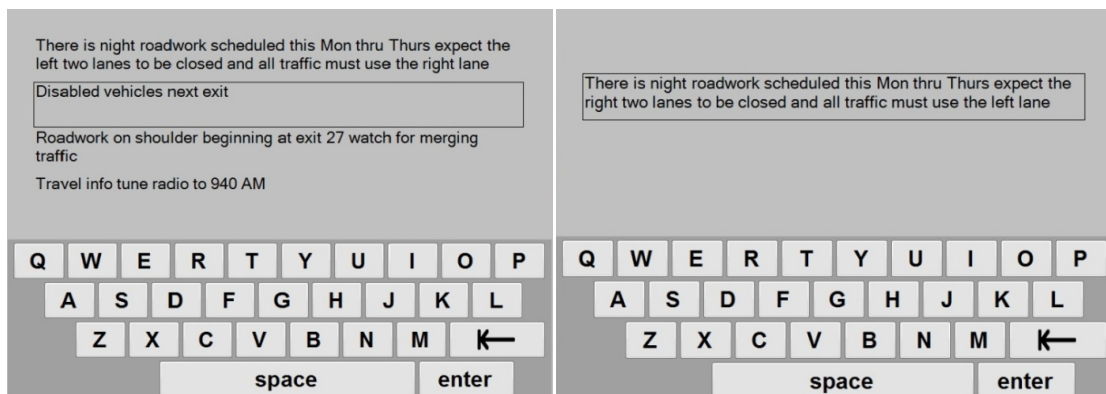 There is night roadwork scheduled this Mon thru Thurs expect the
left two lanes to be closed and all traffic must use the right lane
Disabled vehicles next exit
Roadwork on shoulder beginning at exit 27 watch for merging
traffic
Travel info tune radio to 940 AM
Q W E R T Y U I O P
A S D F G H J K L
Z X C V B N M
space enter
There is night roadwork scheduled this Mon thru Thurs expect the
right two lanes to be closed and all traffic must use the left lane
Q W E R T Y U I O P
A S D F G H J K L
Z X C V B N M
space enter